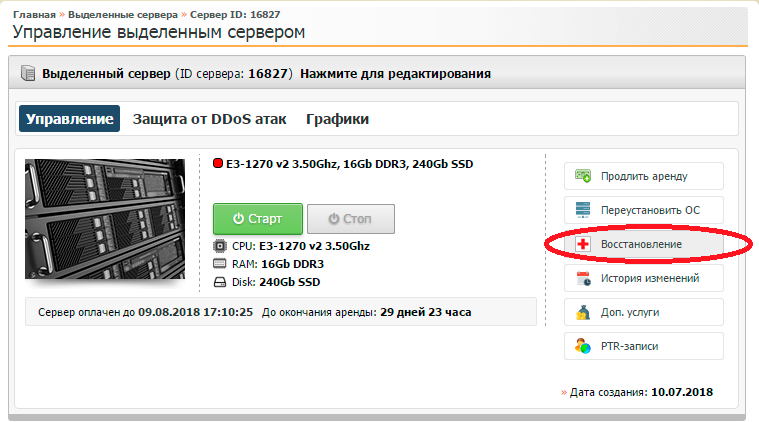 Главная » Выделенные сервера » Сервер ID: 16827
Управление выделенным сервером
Выделенный сервер (ID сервера: 16827) Нажмите для редактирования
Управление Защита от DDoS атак Графики
E3-1270 v2 3.50Ghz, 16Gb DDR3, 240Gb SSD
Старт Стоп
CPU: E3-1270 v2 3.50Ghz
RAM: 16Gb DDR3
Disk: 240Gb SSD
Сервер оплачен до 09.08.2018 17:10:25 До окончания аренды: 29 дней 23 часа
Продлить аренду
Переустановить ОС
Восстановление
История изменений
Доп. услуги
PTR-записи
» Дата создания: 10.07.2018